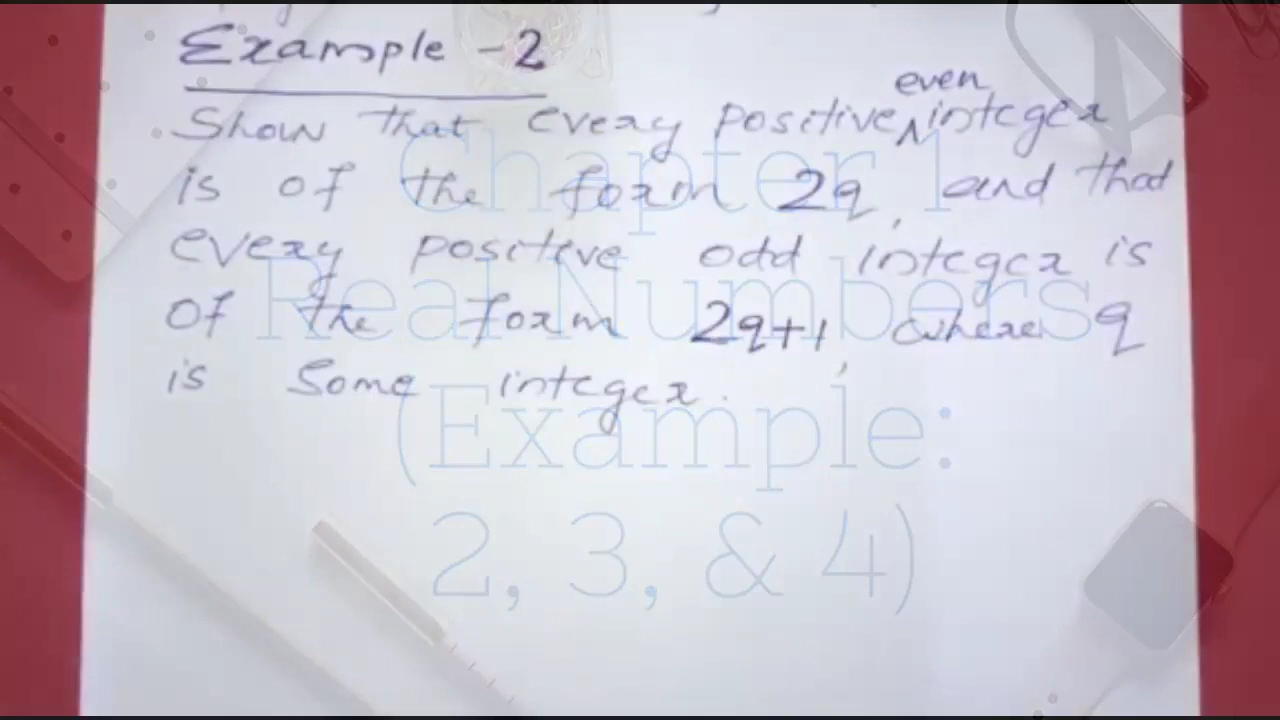 Example - 2
Show that every positive even integer
is of the form 2q, and that
every positive odd integer is
of the form 2q+1, where q
is some integer.
Chapter 1
Real Numbers
(Example:
2, 3, & 4)